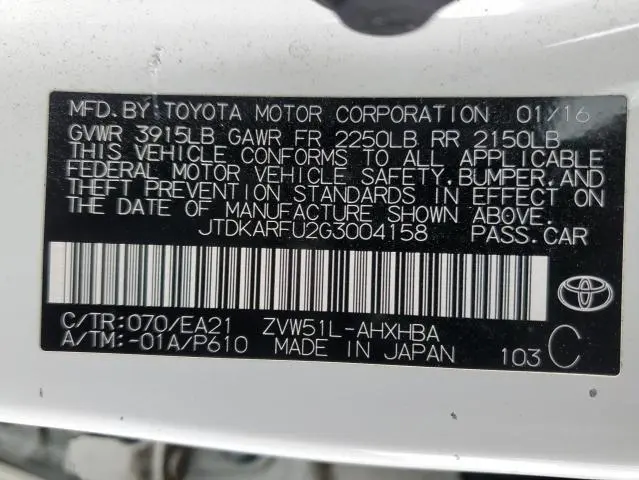 MFD.BY TOYOTA MOTOR CORPORATION 01/16
GVWR 3915LB GAWR FR 2250LB RR 2150LB
THIS VEHICLE CONFORMS TO ALL APPLICABLE
FEDERAL MOTOR VEHICLE SAFETY,BUMPER,AND
THEFT PREVENTION STANDARDS IN EFFECT ON
THE DATE OF MANUFACTURE SHOWN ABOVE.
JTDKARFU2G3004158 PASS.CAR
C/TR:070/EA21 ZVW51L-AHXHBA
A/TM:-01A/P610 MADE IN JAPAN 103 C